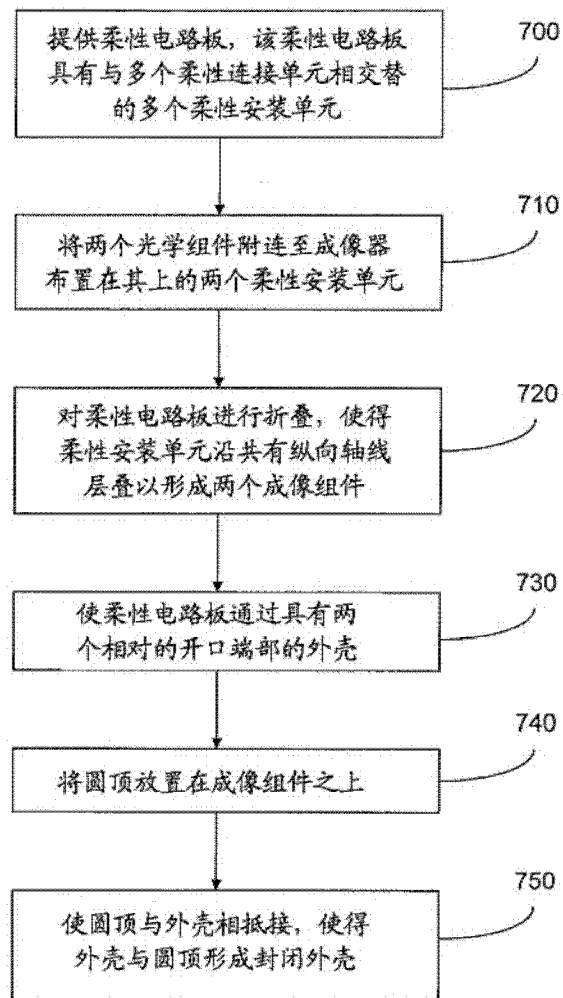 提供柔性电路板，该柔性电路板
具有与多个柔性连接单元相交替
的多个柔性安装单元
700
将两个光学组件附连至成像器
布置在其上的两个柔性安装单元
710
对柔性电路板进行折叠，使得
柔性安装单元沿共有纵向轴线
层叠以形成两个成像组件
720
使柔性电路板通过具有两
个相对的开口端部的外壳
730
将圆顶放置在成像组件之上
740
使圆顶与外壳相抵接，使得
外壳与圆顶形成封闭外壳
750